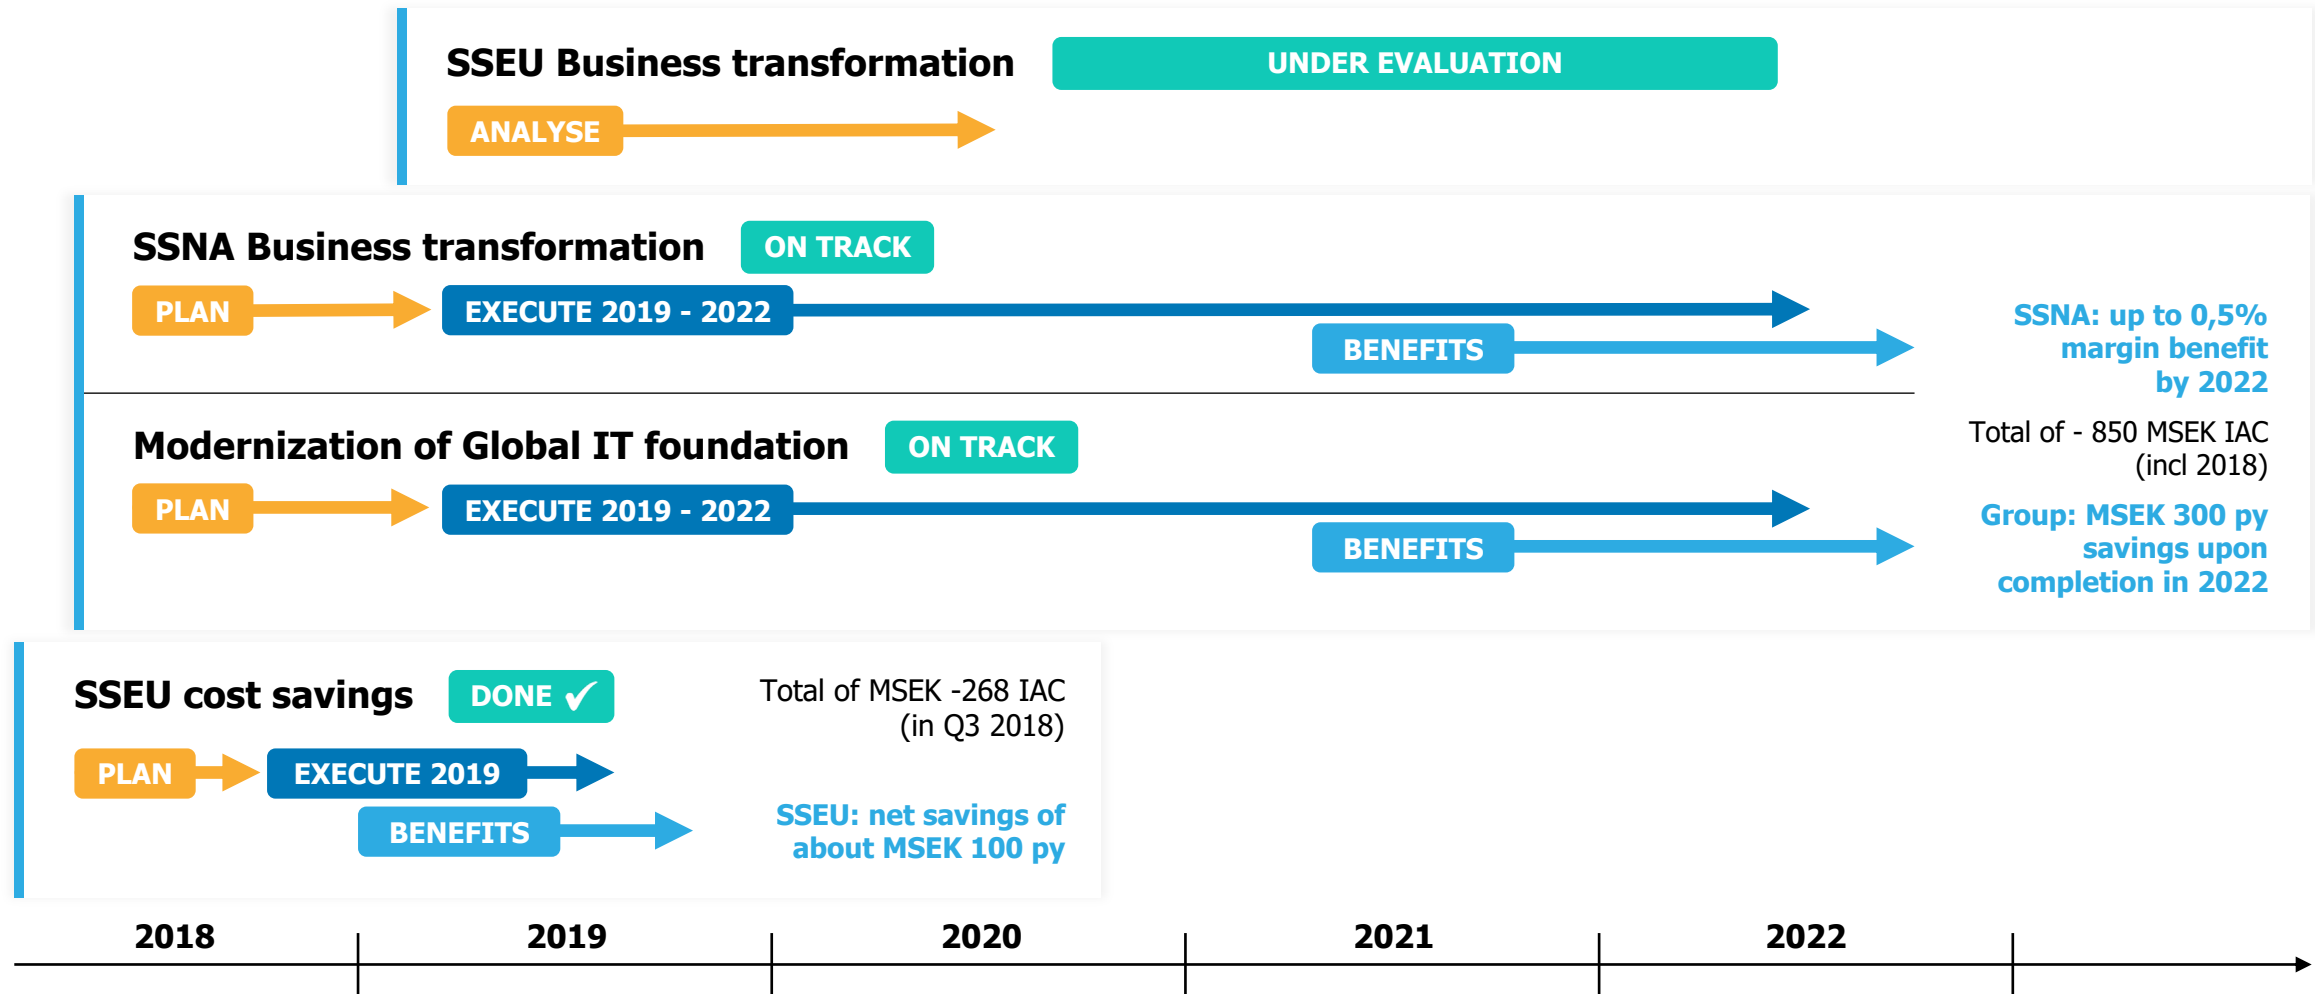 SSEU Business transformation
UNDER EVALUATION
ANALYSE
SSNA Business transformation
ON TRACK
PLAN
EXECUTE 2019 - 2022
BENEFITS
SSNA: up to 0,5%
margin benefit
by 2022
Modernization of Global IT foundation
ON TRACK
PLAN
EXECUTE 2019 - 2022
BENEFITS
Total of - 850 MSEK IAC
(incl 2018)
Group: MSEK 300 py
savings upon
completion in 2022
SSEU cost savings
DONE ✓
PLAN
EXECUTE 2019
BENEFITS
Total of MSEK -268 IAC
(in Q3 2018)
SSEU: net savings of
about MSEK 100 py
2018
2019
2020
2021
2022